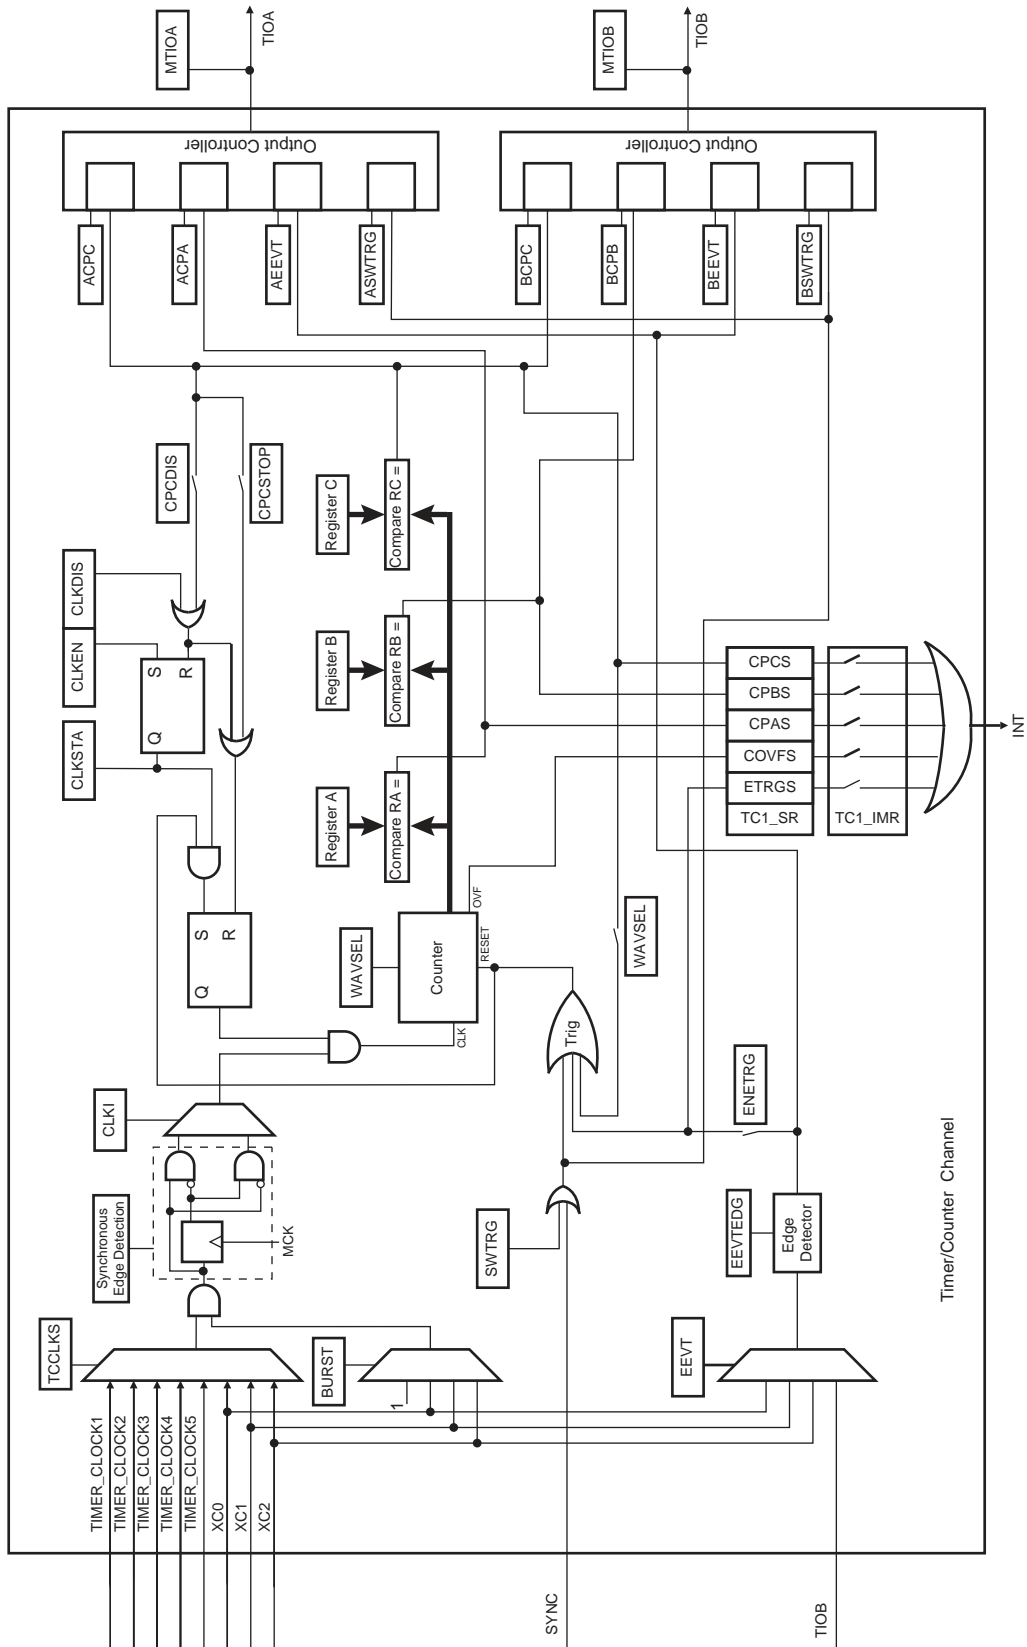 TIMER_CLOCK1
TIMER_CLOCK2
TIMER_CLOCK3
TIMER_CLOCK4
TIMER_CLOCK5
XC0
XC1
XC2
TCCLKS
Synchronous
Edge Detection
CLKI
MCK
BURST
1
SYNC
SWTRG
TIOB
EEVT
EEVTEDG
Edge
Detector
ENETRG
Trig
WAVSEL
CLKSTA
CLKEN
CLKDIS
Q
S
R
Q
S
R
CPCDIS
CPCSTOP
WAVSEL
Counter
CLK
RESET
OVF
Register A
Register B
Register C
Compare RA =
Compare RB =
Compare RC =
CPCS
CPBS
CPAS
COVFS
ETRGS
TC1_SR
TC1_IMR
INT
ACPC
ACPA
AEEVT
ASWTRG
Output Controller
MTIOA
TIOA
BCPC
BCPB
BEEVT
BSWTRG
Output Controller
MTIOB
TIOB
Timer/Counter Channel